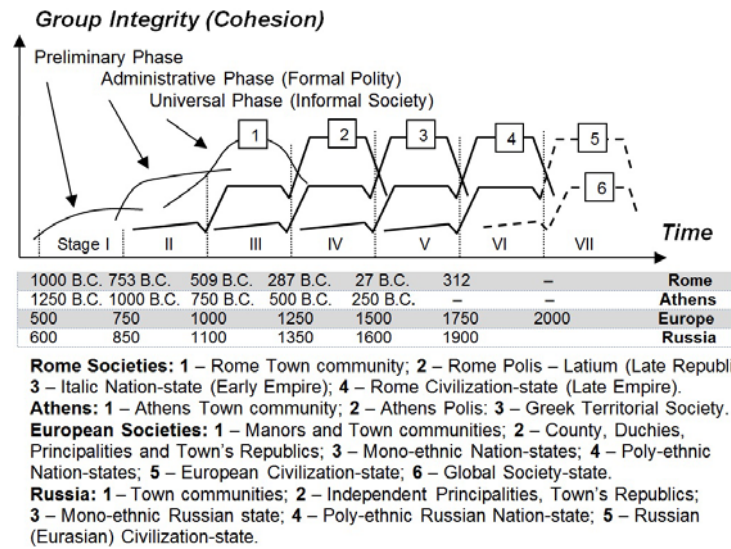 Group Integrity (Cohesion)
Preliminary Phase
Administrative Phase (Formal Polity)
Universal Phase (Informal Society)
1 2 3 4 5
6
Time
Stage I II III IV V VI VII
1000 B.C. 753 B.C. 509 B.C. 287 B.C. 27 B.C. 312 – Rome
1250 B.C. 1000 B.C. 750 B.C. 500 B.C. 250 B.C. – – Athens
500 750 1000 1250 1500 1750 2000 Europe
600 850 1100 1350 1600 1900 Russia
Rome Societies: 1 – Rome Town community; 2 – Rome Polis – Latium (Late Republi
3 – Italic Nation-state (Early Empire); 4 – Rome Civilization-state (Late Empire).
Athens: 1 – Athens Town community; 2 – Athens Polis: 3 – Greek Territorial Society.
European Societies: 1 – Manors and Town communities; 2 – County, Duchies,
Principalities and Town's Republics; 3 – Mono-ethnic Nation-states; 4 – Poly-ethnic
Nation-states; 5 – European Civilization-state; 6 – Global Society-state.
Russia: 1 – Town communities; 2 – Independent Principalities, Town's Republics;
3 – Mono-ethnic Russian state; 4 – Poly-ethnic Russian Nation-state; 5 – Russian
(Eurasian) Civilization-state.